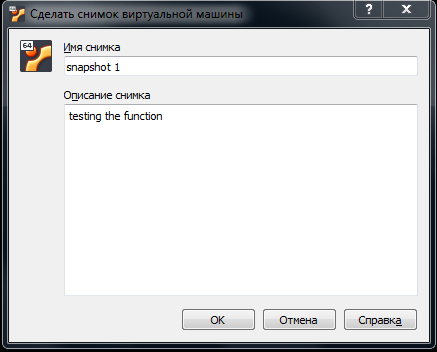 Сделать снимок виртуальной машины
?
X
64
Имя снимка
snapshot 1
Описание снимка
testing the function
OK
Отмена
Справка